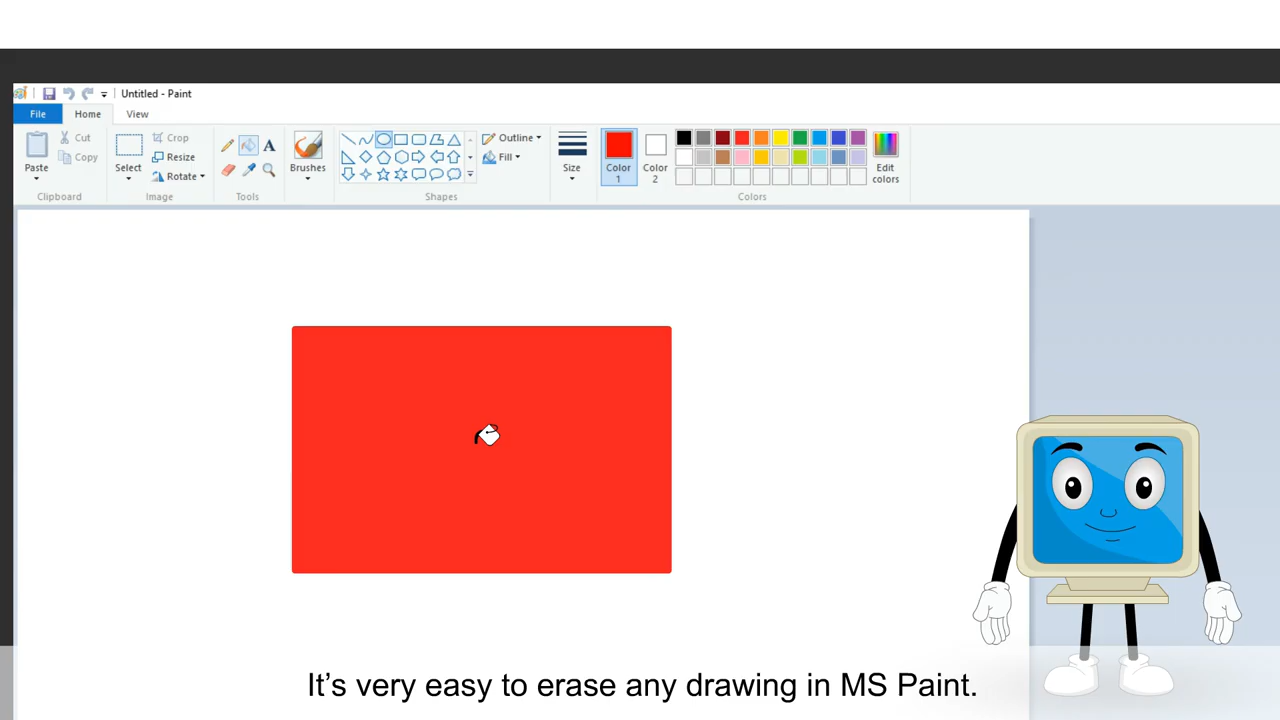 Untitled - Paint
File Home View
Paste
Cut
Copy
Clipboard
Select
Crop
Resize
Rotate
Image
A
Tools
Brushes
Outline
Fill
Shapes
Size
Color 1
Color 2
Edit colors
Colors
It’s very easy to erase any drawing in MS Paint.